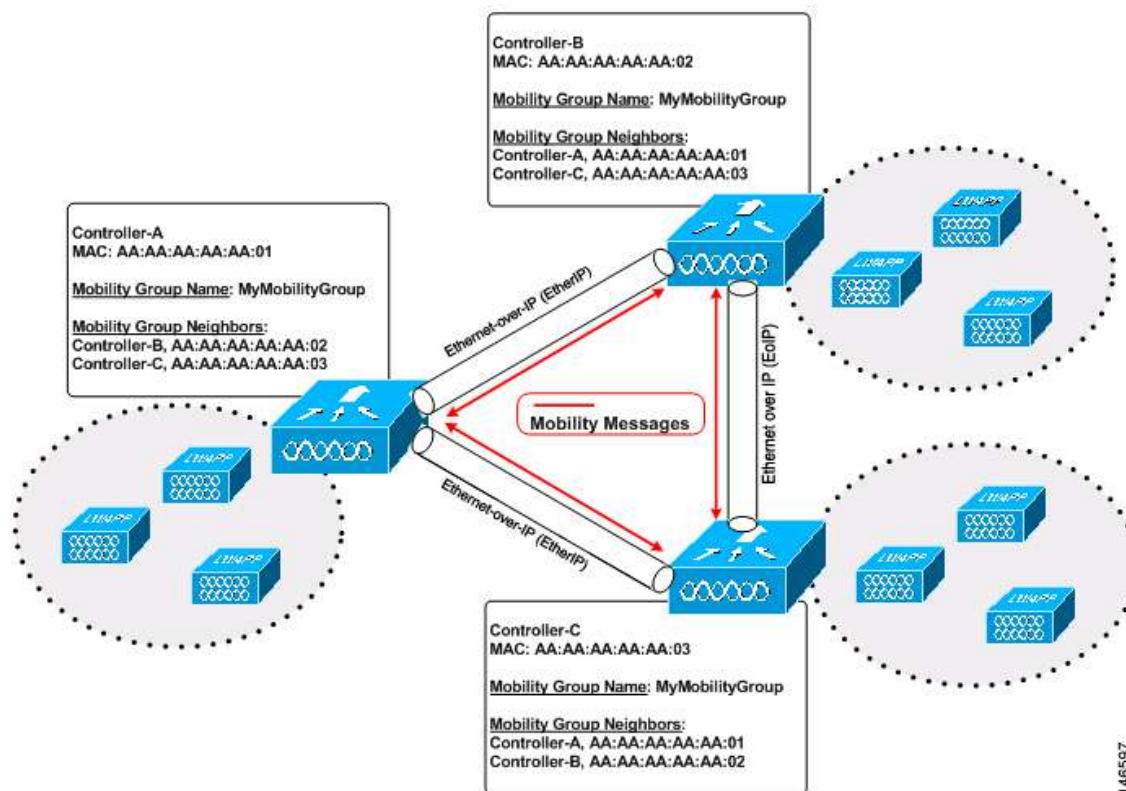 Controller-B
MAC: AA:AA:AA:AA:AA:02
Mobility Group Name: MyMobilityGroup
Mobility Group Neighbors:
Controller-A, AA:AA:AA:AA:AA:01
Controller-C, AA:AA:AA:AA:AA:03
Controller-A
MAC: AA:AA:AA:AA:AA:01
Mobility Group Name: MyMobilityGroup
Mobility Group Neighbors:
Controller-B, AA:AA:AA:AA:AA:02
Controller-C, AA:AA:AA:AA:AA:03
LWAPP
LWAPP
LWAPP
Ethernet-over-IP (EtherIP)
Mobility Messages
Ethernet over IP (EoIP)
Ethernet-over-IP (EtherIP)
LWAPP
LWAPP
LWAPP
LWAPP
LWAPP
LWAPP
Controller-C
MAC: AA:AA:AA:AA:AA:03
Mobility Group Name: MyMobilityGroup
Mobility Group Neighbors:
Controller-A, AA:AA:AA:AA:AA:01
Controller-B, AA:AA:AA:AA:AA:02
146597